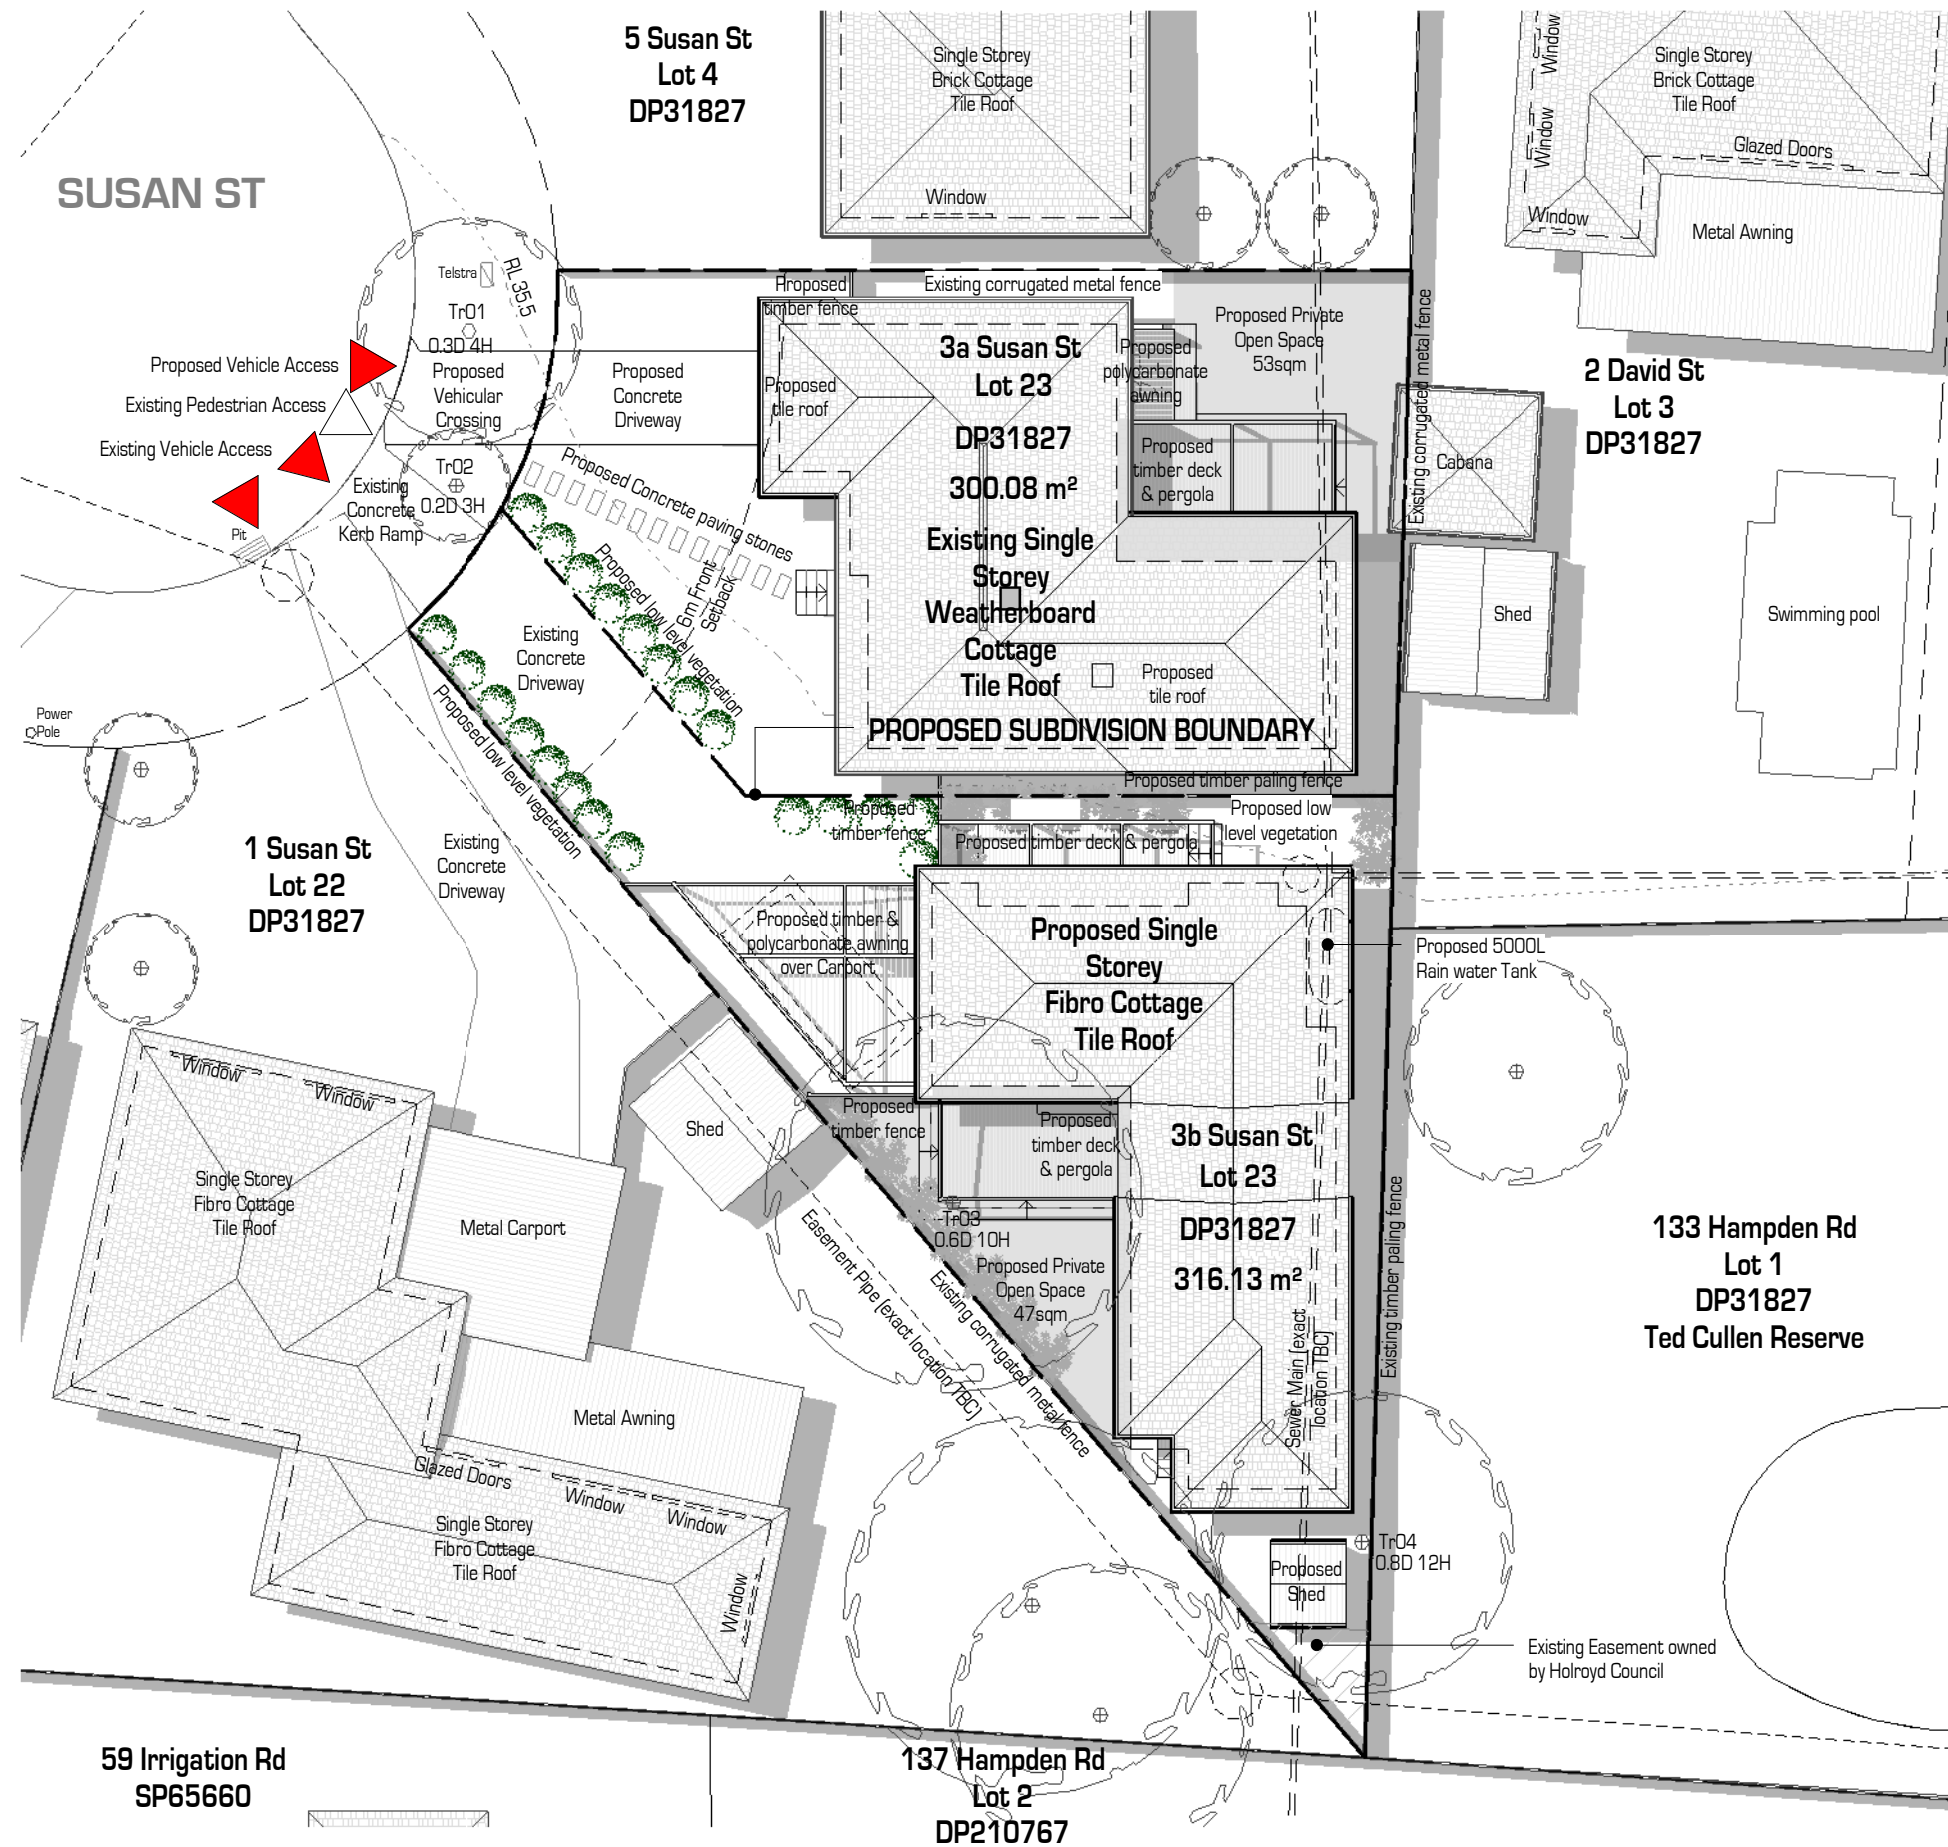 5 Susan St
Lot 4
DP31827
Single Storey
Brick Cottage
Tile Roof
Window
Window
Window
Window
Single Storey
Brick Cottage
Tile Roof
Glazed Doors
Window
Metal Awning
SUSAN ST
Telstra
RL35.5
Tr01
0.3D 4H
Proposed Vehicle Access
Existing Pedestrian Access
Existing Vehicle Access
Proposed
Vehicular
Crossing
Proposed
Concrete
Driveway
Proposed
timber fence
Existing corrugated metal fence
Proposed
tile roof
3a Susan St
Lot 23
DP31827
300.08 m²
Existing Single
Storey
Weatherboard
Cottage
Tile Roof
Proposed
polycarbonate
awning
Proposed Private
Open Space
53sqm
Existing corrugated metal fence
Existing corrugated metal fence
2 David St
Lot 3
DP31827
Proposed
timber deck
& pergola
Cabana
Shed
Swimming pool
Tr02
0.2D 3H
Existing
Concrete
Kerb Ramp
Pit
Proposed Concrete paving stones
Proposed low level vegetation
6m Front
Setback
Existing
Concrete
Driveway
Proposed
tile roof
PROPOSED SUBDIVISION BOUNDARY
Proposed timber paling fence
Power
Pole
Proposed low level vegetation
Proposed
timber fence
Proposed low
level vegetation
Proposed timber deck & pergola
1 Susan St
Lot 22
DP31827
Existing
Concrete
Driveway
Proposed timber &
polycarbonate awning
over Carport
Proposed Single
Storey
Fibro Cottage
Tile Roof
Proposed 5000L
Rain water Tank
Window
Window
Shed
Proposed
timber fence
Proposed
timber deck
& pergola
3b Susan St
Lot 23
DP31827
316.13 m²
Single Storey
Fibro Cottage
Tile Roof
Metal Carport
Tr03
0.6D 10H
Proposed Private
Open Space
47sqm
Easement Pipe (exact location TBC)
Existing corrugated metal fence
Sewer Main (exact
location TBC)
Existing timber paling fence
133 Hampden Rd
Lot 1
DP31827
Ted Cullen Reserve
Metal Awning
Glazed Doors
Window
Window
Single Storey
Fibro Cottage
Tile Roof
Window
Tr04
0.8D 12H
Proposed
Shed
Existing Easement owned
by Holroyd Council
59 Irrigation Rd
SP65660
137 Hampden Rd
Lot 2
DP210767